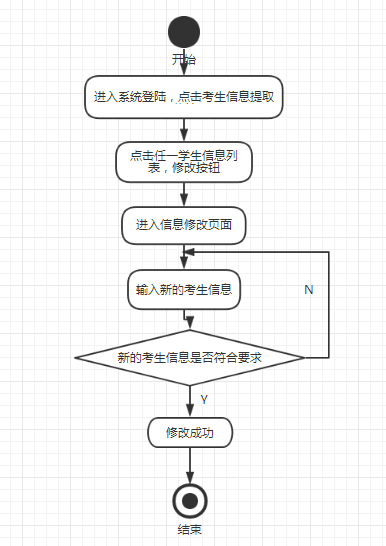 开始
进入系统登陆，点击考生信息提取
点击任一学生信息列
表，修改按钮
进入信息修改页面
输入新的考生信息
N
新的考生信息是否符合要求
Y
修改成功
结束